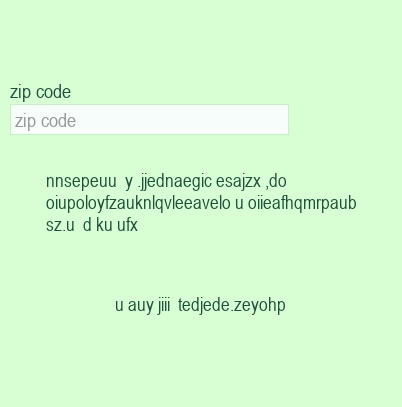 zip code
zip code
nnsepeuu  y .jjednaegic esajzx ,do
oiupoloyfzauknlqvleeavelo u oiieafhqmrpaub
sz.u  d ku ufx
u auy jiii  tedjede.zeyohp